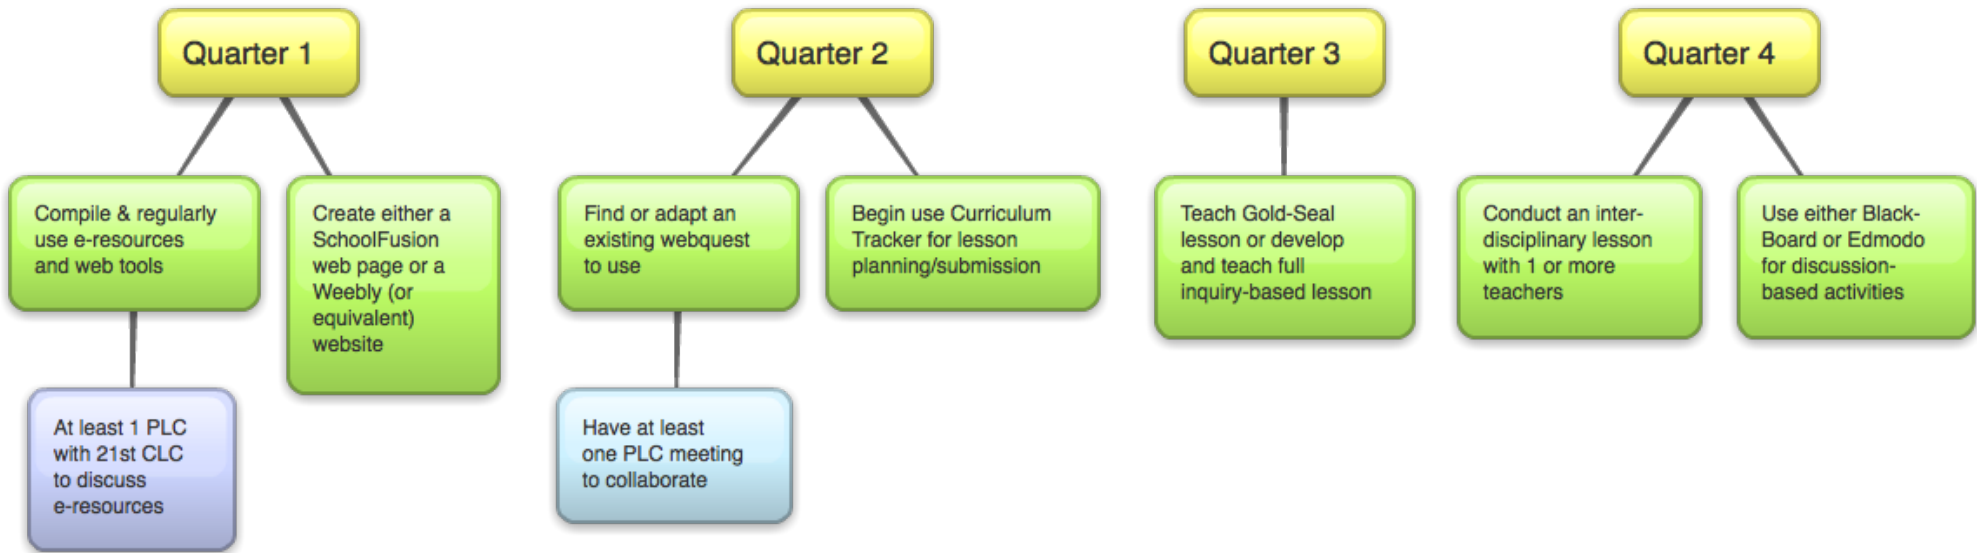 Quarter 1
Quarter 2
Quarter 3
Quarter 4
Compile & regularly
use e-resources
and web tools
Create either a
SchoolFusion
web page or a
Weebly (or
equivalent)
website
Find or adapt an
existing webquest
to use
Begin use Curriculum
Tracker for lesson
planning/submission
Teach Gold-Seal
lesson or develop
and teach full
inquiry-based lesson
Conduct an inter-
disciplinary lesson
with 1 or more
teachers
Use either Black-
Board or Edmodo
for discussion-
based activities
At least 1 PLC
with 21st CLC
to discuss
e-resources
Have at least
one PLC meeting
to collaborate